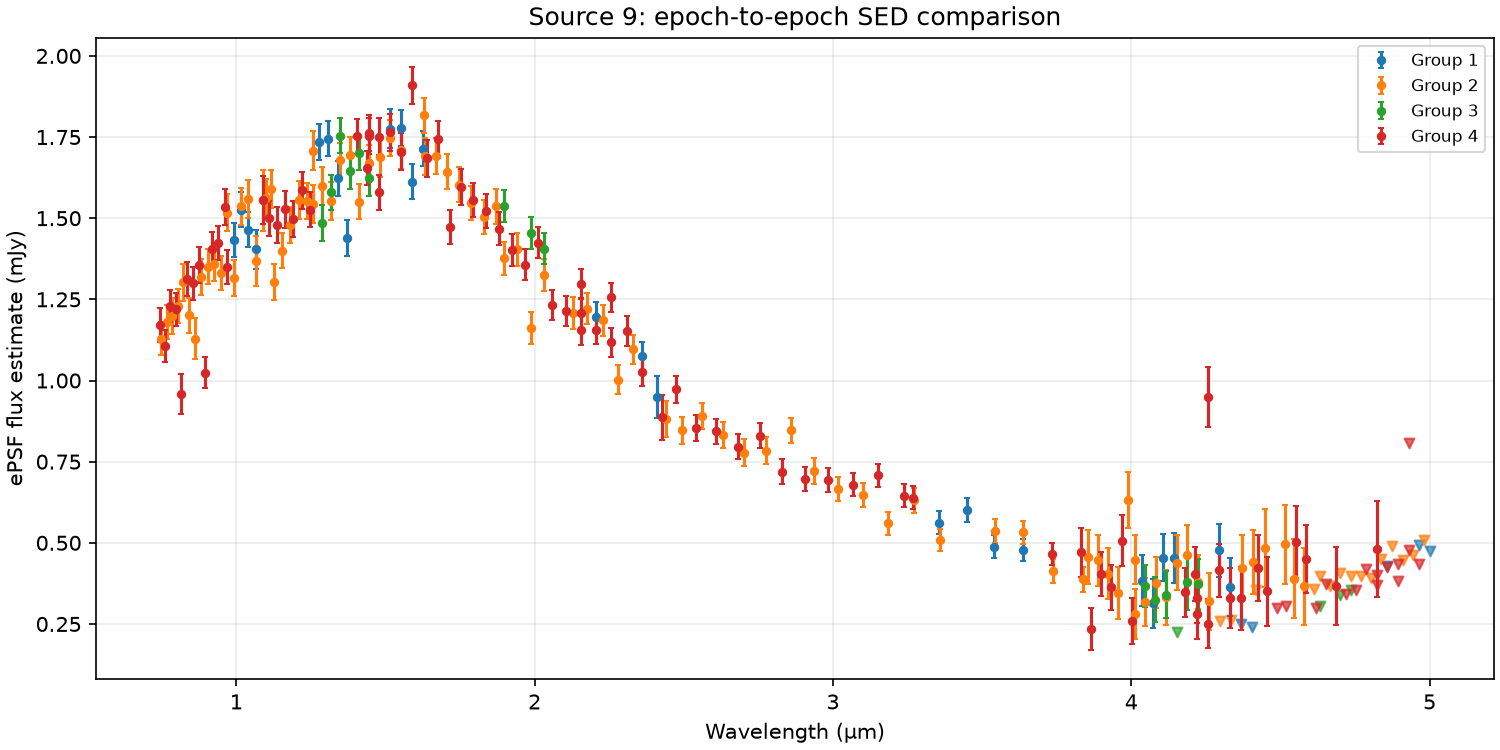 Source 9: epoch-to-epoch SED comparison
ePSF flux estimate (mJy)
2.00
1.75
1.50
1.25
1.00
0.75
0.50
0.25
Group 1
Group 2
Group 3
Group 4
1
2
3
4
5
Wavelength (μm)